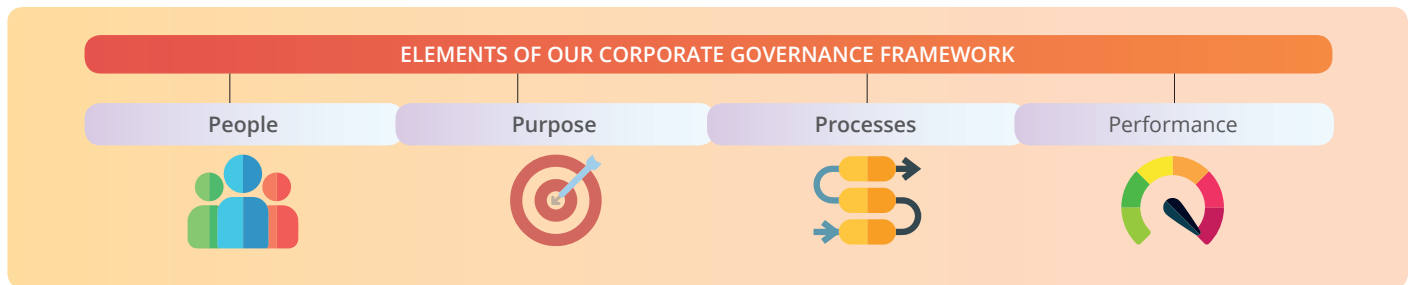 ELEMENTS OF OUR CORPORATE GOVERNANCE FRAMEWORK
People
Purpose
Processes
Performance